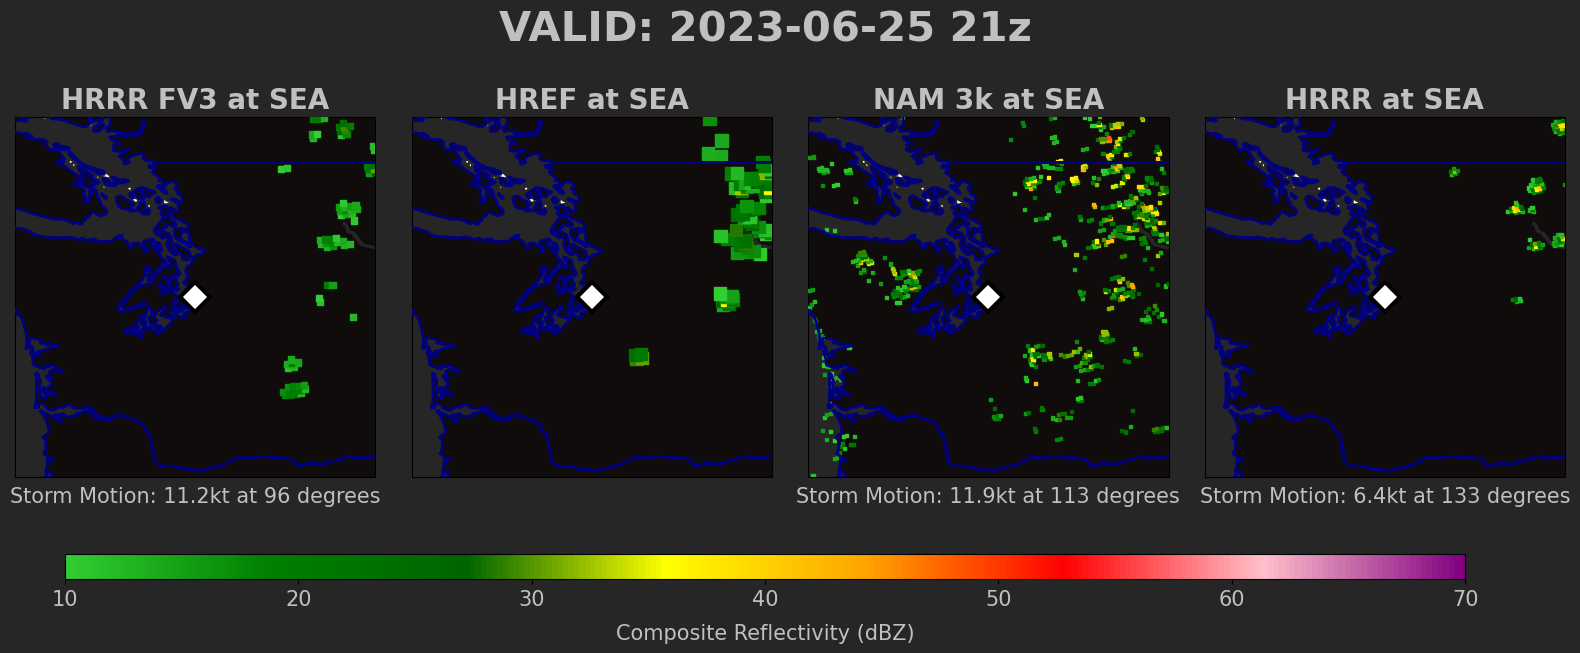 VALID: 2023-06-25 21z
HRRR FV3 at SEA
HREF at SEA
NAM 3k at SEA
HRRR at SEA
Storm Motion: 11.2kt at 96 degrees
Storm Motion: 11.9kt at 113 degrees
Storm Motion: 6.4kt at 133 degrees
10 20 30 40 50 60 70
Composite Reflectivity (dBZ)